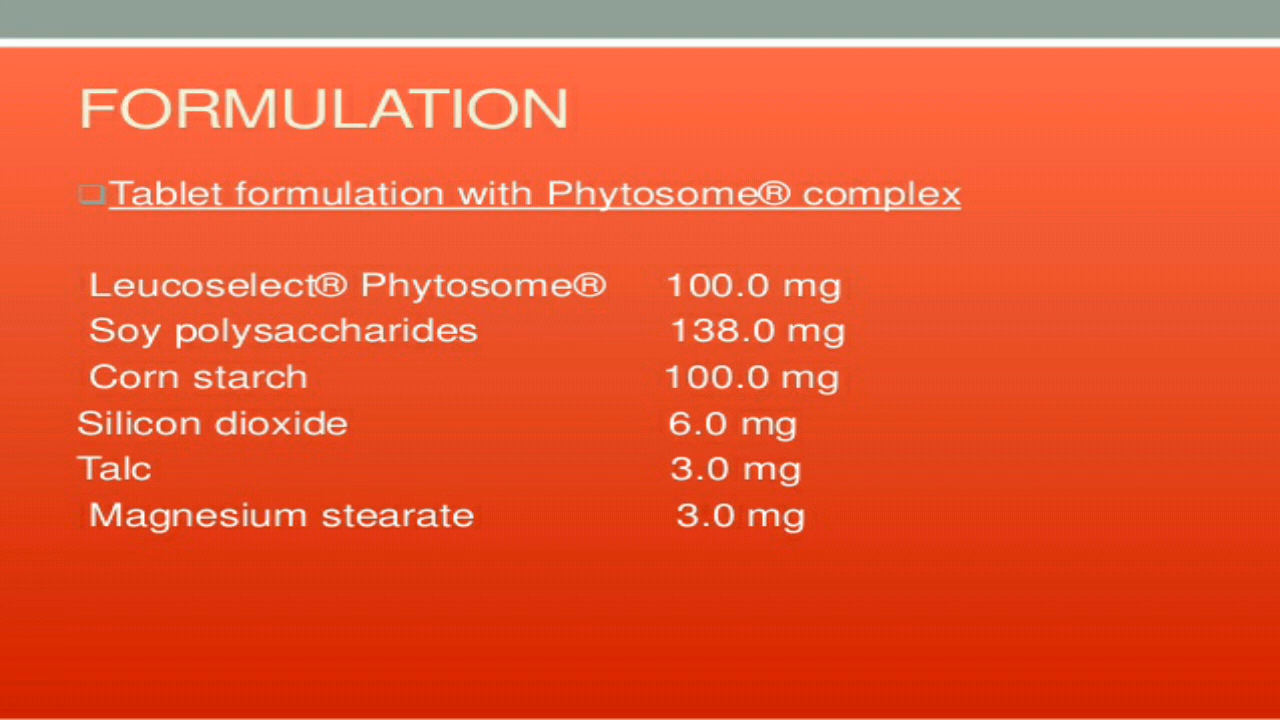 FORMULATION
❑Tablet formulation with Phytosome® complex
Leucoselect® Phytosome® 100.0 mg
Soy polysaccharides 138.0 mg
Corn starch 100.0 mg
Silicon dioxide 6.0 mg
Talc 3.0 mg
Magnesium stearate 3.0 mg